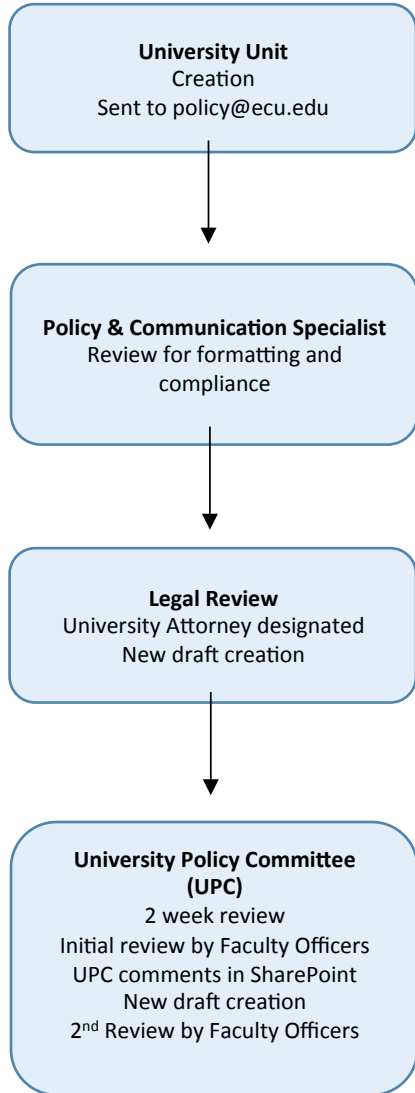 University Unit
Creation
Sent to policy@ecu.edu
Policy & Communication Specialist
Review for formatting and
compliance
Legal Review
University Attorney designated
New draft creation
University Policy Committee
(UPC)
2 week review
Initial review by Faculty Officers
UPC comments in SharePoint
New draft creation
2nd Review by Faculty Officers